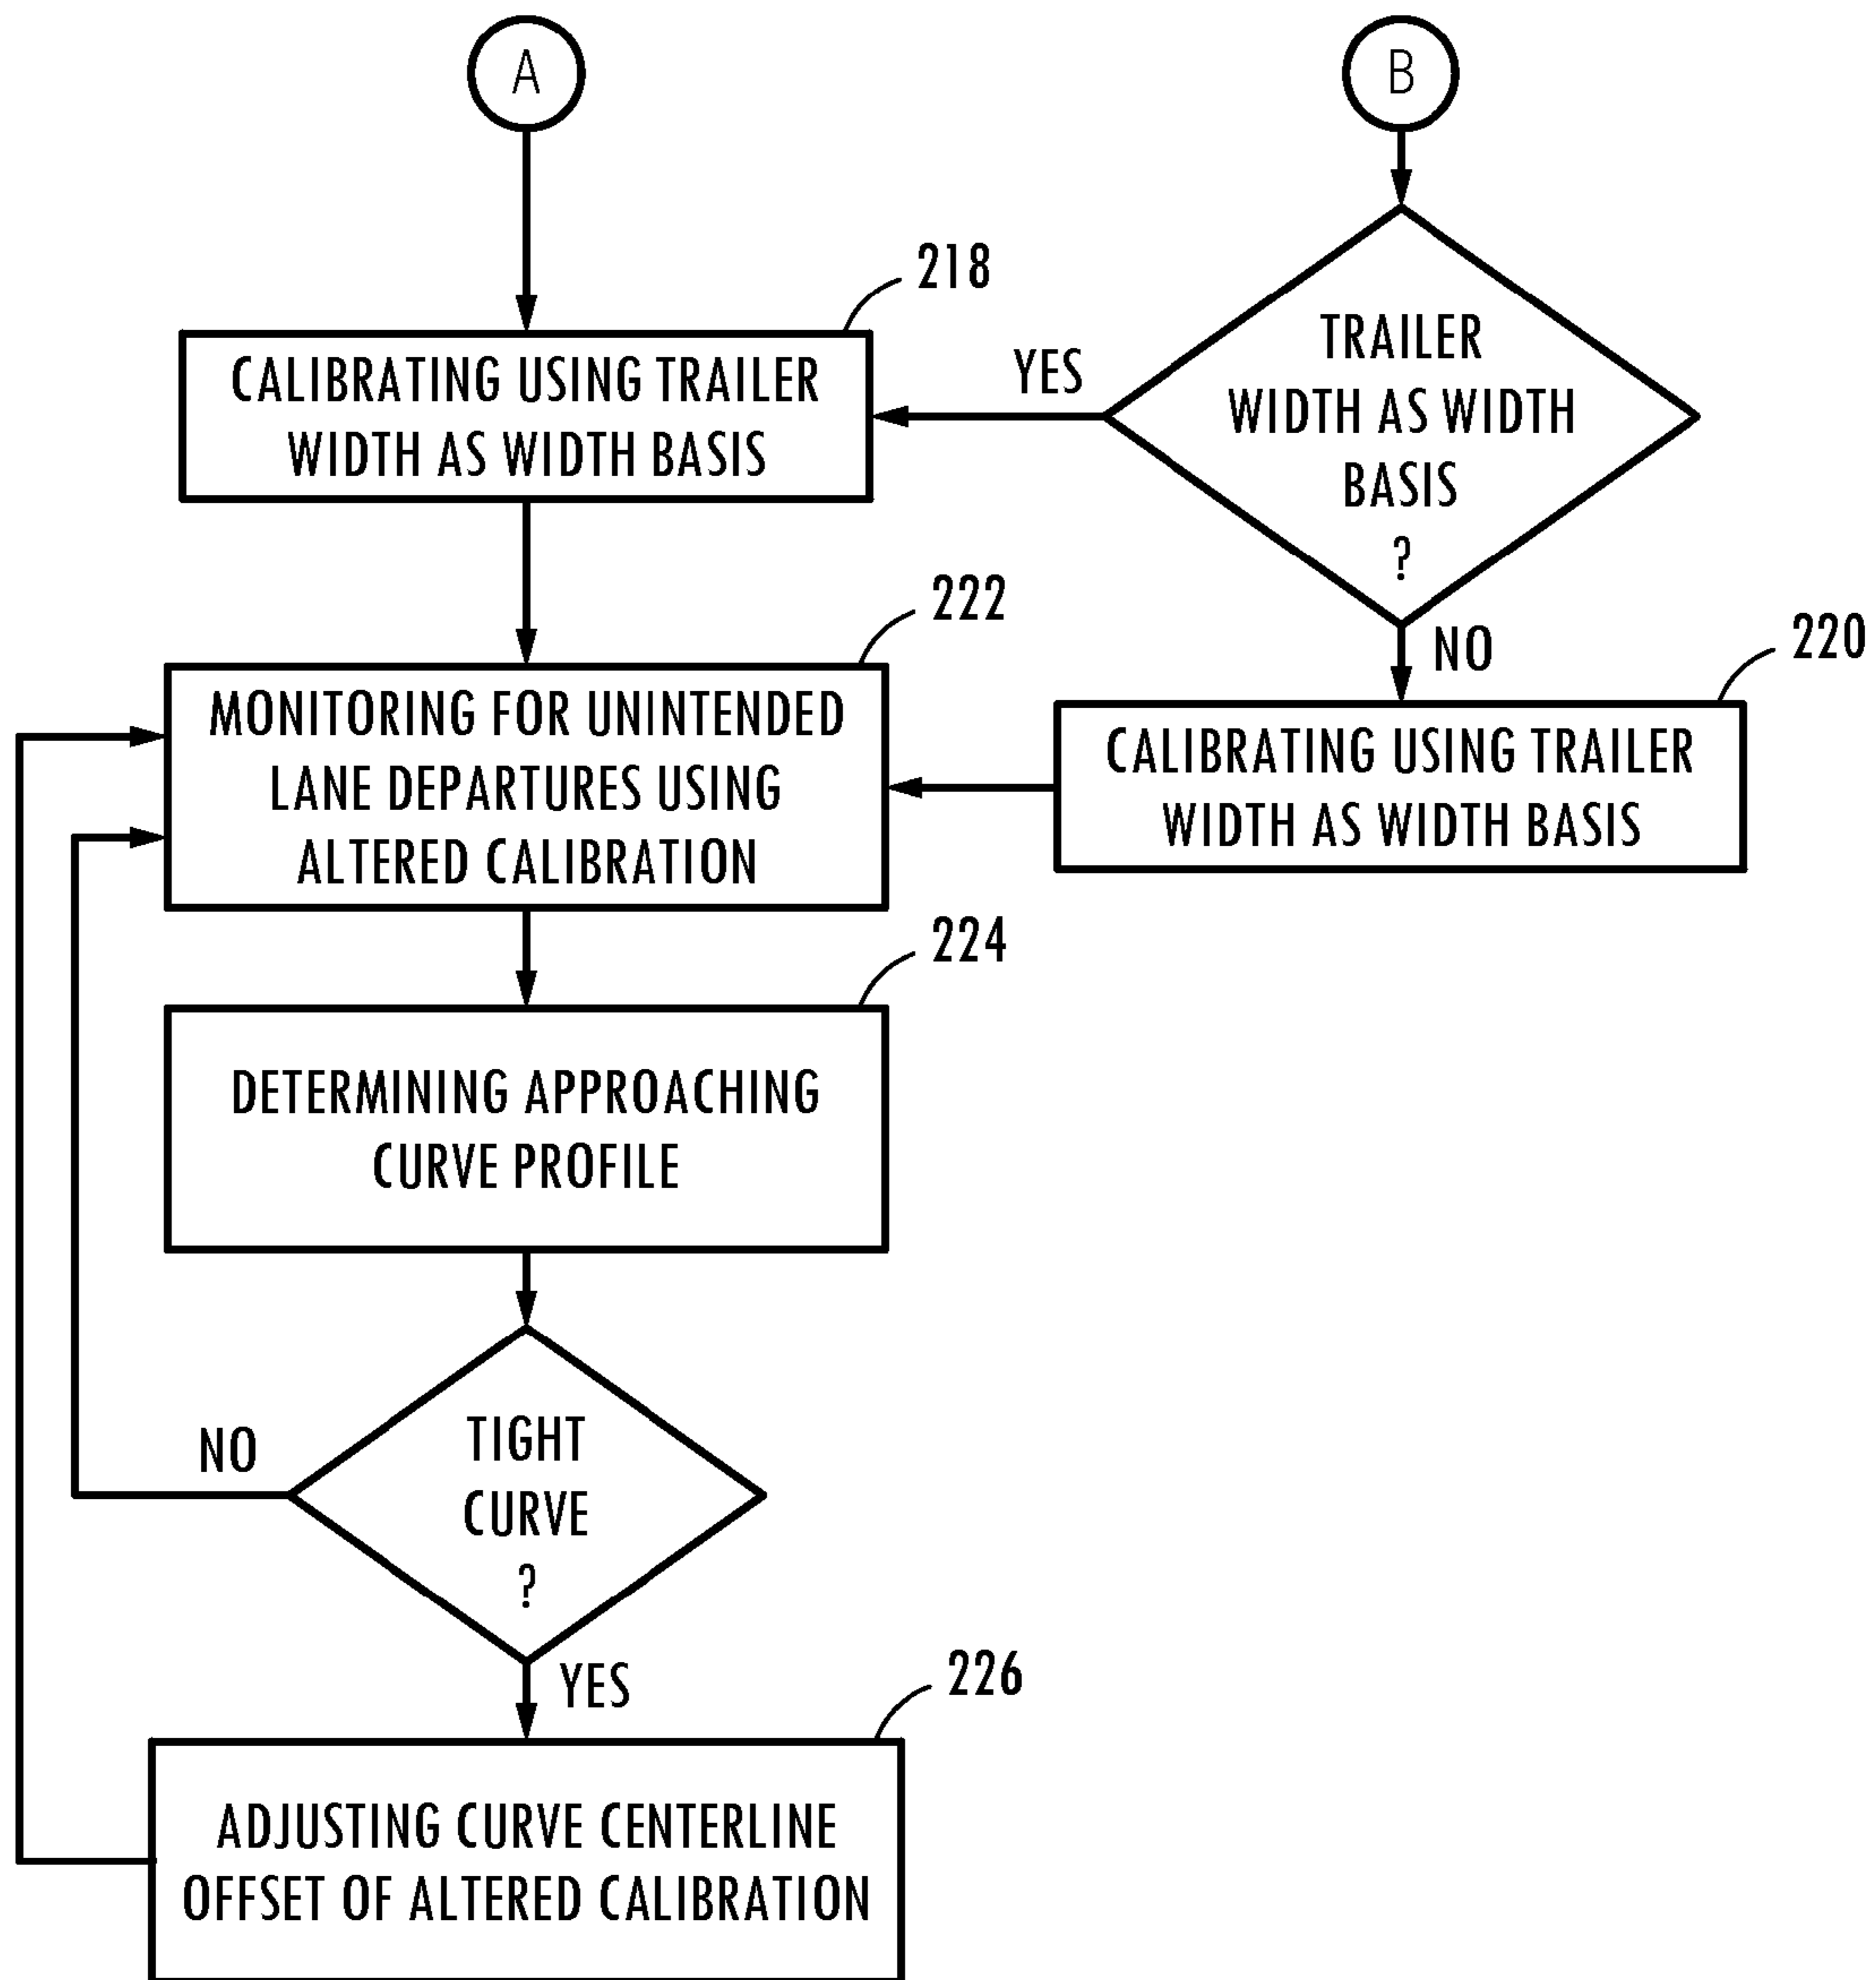 A
B
218
CALIBRATING USING TRAILER
WIDTH AS WIDTH BASIS
YES
TRAILER
WIDTH AS WIDTH
BASIS
?
222
NO
220
MONITORING FOR UNINTENDED
LANE DEPARTURES USING
ALTERED CALIBRATION
CALIBRATING USING TRAILER
WIDTH AS WIDTH BASIS
224
DETERMINING APPROACHING
CURVE PROFILE
NO
TIGHT
CURVE
?
YES
226
ADJUSTING CURVE CENTERLINE
OFFSET OF ALTERED CALIBRATION